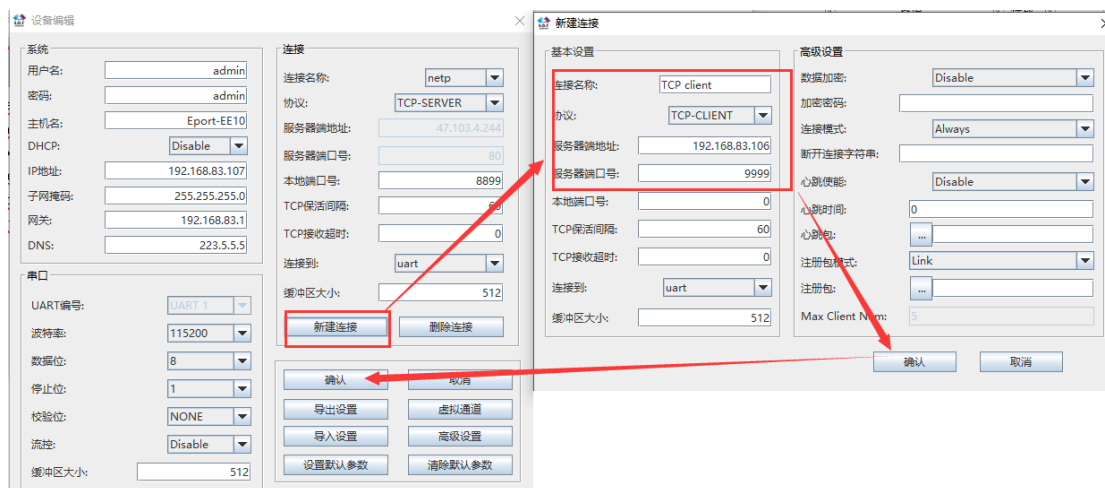 设备编辑
系统
用户名: admin
密码: admin
主机名: Eport-EE10
DHCP: Disable
IP地址: 192.168.83.107
子网掩码: 255.255.255.0
网关: 192.168.83.1
DNS: 223.5.5.5
串口
UART编号: UART 1
波特率: 115200
数据位: 8
停止位: 1
校验位: NONE
流控: Disable
缓冲区大小: 512
连接
连接名称: netp
协议: TCP-SERVER
服务器端地址: 47.103.4.244
服务器端口号: 80
本地端口号: 8899
TCP保活间隔: 60
TCP接收超时: 0
连接到: uart
缓冲区大小: 512
新建连接 删除连接
确认 取消
导出设置 虚拟通道
导入设置 高级设置
设置默认参数 清除默认参数
新建连接
基本设置
连接名称: TCP client
协议: TCP-CLIENT
服务器端地址: 192.168.83.106
服务器端口号: 9999
本地端口号: 0
TCP保活间隔: 60
TCP接收超时: 0
连接到: uart
缓冲区大小: 512
高级设置
数据加密: Disable
加密密码:
连接模式: Always
断开连接字符串:
心跳使能: Disable
心跳时间: 0
心跳包: ...
注册包模式: Link
注册包: ...
Max Client Num: 5
确认 取消